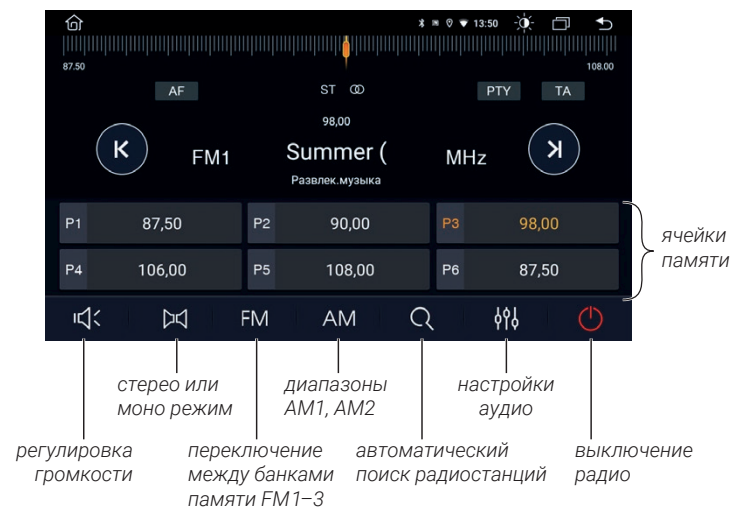 13:50
87.50
108.00
AF
ST
PTY
TA
98,00
FM1
Summer (
MHz
Развлек.музыка
P1
87,50
P2
90,00
P3
98,00
P4
106,00
P5
108,00
P6
87,50
ячейки
памяти
FM
AM
стерео или
моно режим
диапазоны
AM1, AM2
настройки
аудио
регулировка
громкости
переключение
между банками
памяти FM1–3
автоматический
поиск радиостанций
выключение
радио